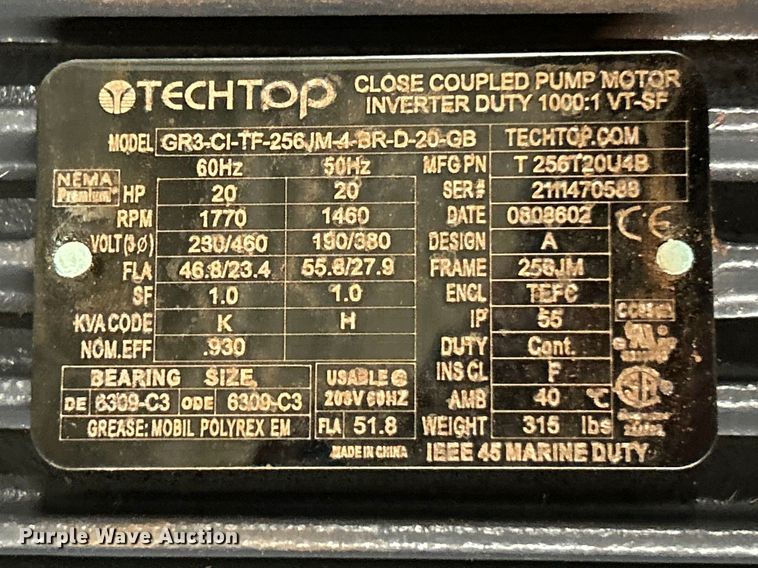 TECHTOP
CLOSE COUPLED PUMP MOTOR
INVERTER DUTY 1000:1 VT-SF
MODEL GR3-CI-TF-256JM-4-BR-D-20-GB TECHTOP.COM
60Hz 50Hz MFG PN T 256T20U4B
NEMA Premium HP 20 20 SER# 2111470588
RPM 1770 1460 DATE 0808602
VOLT(3Ø) 230/460 190/380 DESIGN A
FLA 46.8/23.4 55.8/27.9 FRAME 256JM
SF 1.0 1.0 ENCL TEFC
KVA CODE K H IP 55
NOM.EFF .930 DUTY Cont.
BEARING SIZE USABLE @ INS CL F
DE 6309-C3 ODE 6309-C3 208V 60HZ AMB 40 °C
GREASE: MOBIL POLYREX EM FLA 51.8 WEIGHT 315 lbs
MADE IN CHINA IEEE 45 MARINE DUTY
CE
Purple Wave Auction